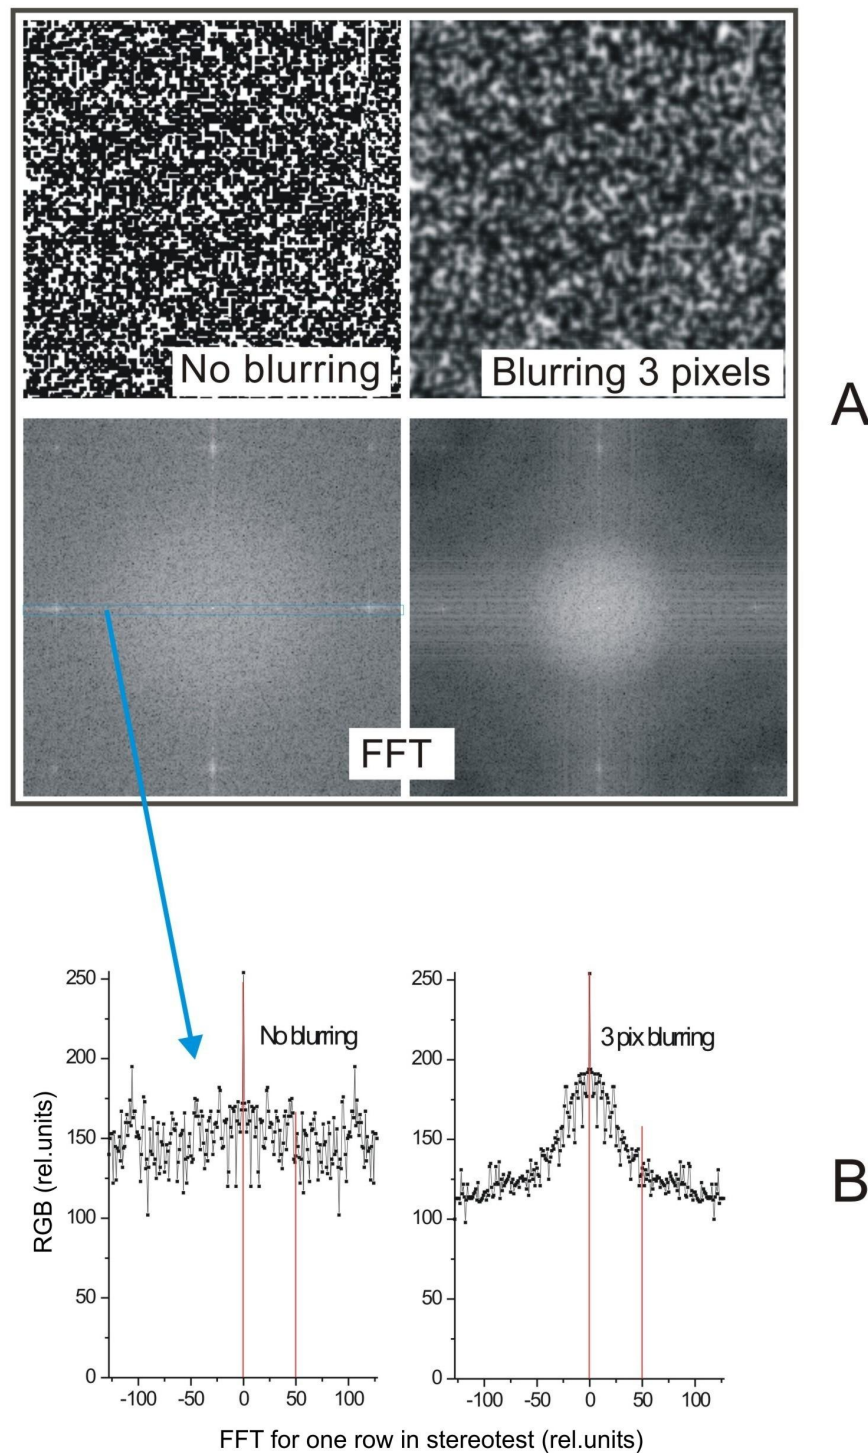 No blurring
Blurring 3 pixels
A
FFT
250
200
150
100
50
0
-100 -50 0 50 100
No blurring
RGB (rel.units)
250
200
150
100
50
0
-100 -50 0 50 100
3 pix blurring
B
FFT for one row in stereotest (rel.units)